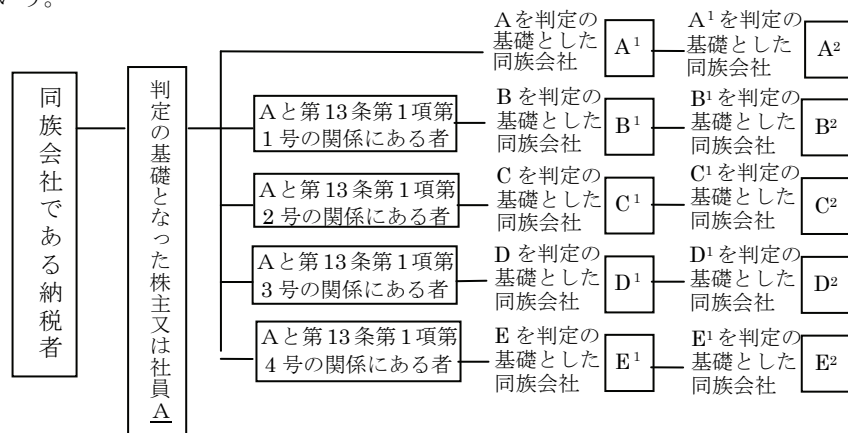 いう。
同族会社である納税者
判定の基礎となった株主又は社員A
Aを判定の
基礎とした
同族会社
A¹
A¹を判定の
基礎とした
同族会社
A²
Aと第13条第1項第
1号の関係にある者
Bを判定の
基礎とした
同族会社
B¹
B¹を判定の
基礎とした
同族会社
B²
Aと第13条第1項第
2号の関係にある者
Cを判定の
基礎とした
同族会社
C¹
C¹を判定の
基礎とした
同族会社
C²
Aと第13条第1項第
3号の関係にある者
Dを判定の
基礎とした
同族会社
D¹
D¹を判定の
基礎とした
同族会社
D²
Aと第13条第1項第
4号の関係にある者
Eを判定の
基礎とした
同族会社
E¹
E¹を判定の
基礎とした
同族会社
E²